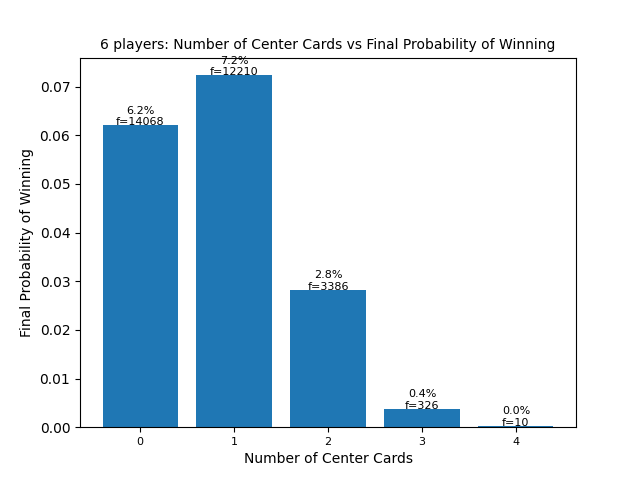 6 players: Number of Center Cards vs Final Probability of Winning
Final Probability of Winning
0.07
0.06
0.05
0.04
0.03
0.02
0.01
0.00
6.2%
f=14068
7.2%
f=12210
2.8%
f=3386
0.4%
f=326
0.0%
f=10
0
1
2
3
4
Number of Center Cards